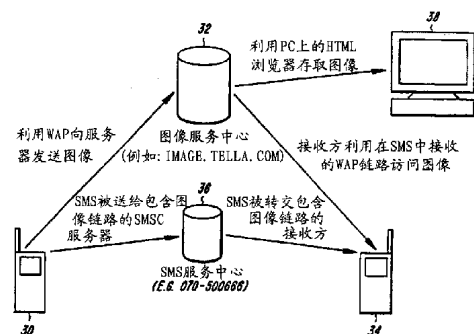 32
38
利用PC上的HTML
浏览器存取图像
利用WAP向服务
器发送图像
图像服务中心
(例如: IMAGE.TELLA.COM)
接收方利用在SMS中接收
的WAP链路访问图像
36
SMS被送给包含图
像链路的SMSC
服务器
SMS被转交包含
图像链路的
接收方
SMS服务中心
(E.G. 070-500666)
30
34